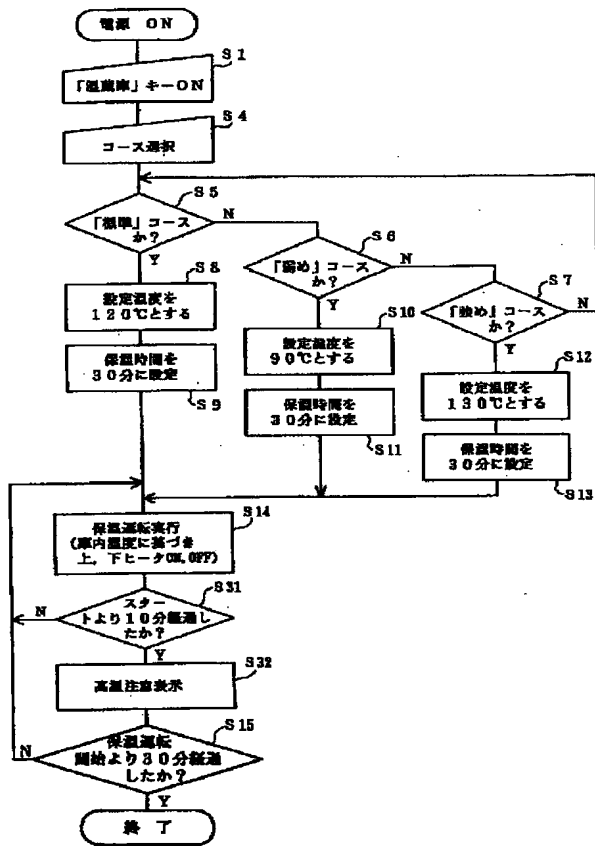 電源 ON
S1
「温蔵庫」キーON
S4
コース選択
S5
「標準」コース
か?
N
Y
S6
「弱め」コース
か?
N
Y
S7
「強め」コース
か?
N
Y
S8
設定温度を
120℃とする
保温時間を
30分に設定
S9
S10
設定温度を
90℃とする
保温時間を
30分に設定
S11
S12
設定温度を
130℃とする
保温時間を
30分に設定
S13
S14
保温運転実行
(庫内温度に基づき
上,下ヒータON,OFF)
S31
スター
トより10分経過し
たか?
N
Y
S32
高温注意表示
S15
保温運転
開始より30分経過
したか?
N
Y
終了